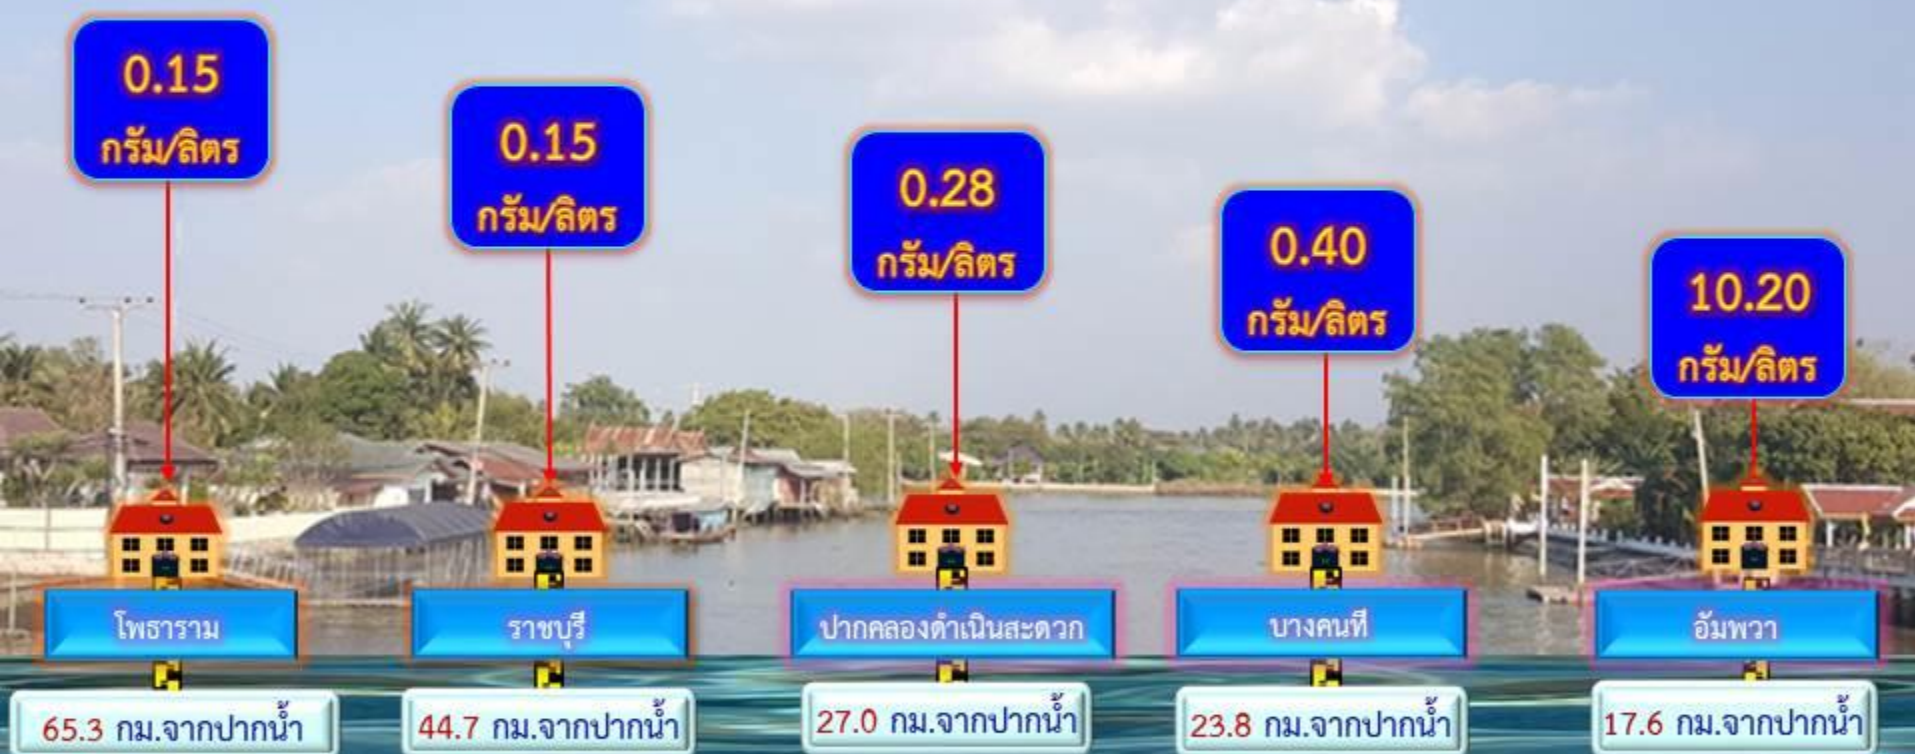 0.15
กรัม/ลิตร
0.15
กรัม/ลิตร
0.28
กรัม/ลิตร
0.40
กรัม/ลิตร
10.20
กรัม/ลิตร
โพธาราม
ราชบุรี
ปากคลองดำเนินสะดวก
บางคนที
อัมพวา
65.3 กม.จากปากน้ำ
44.7 กม.จากปากน้ำ
27.0 กม.จากปากน้ำ
23.8 กม.จากปากน้ำ
17.6 กม.จากปากน้ำ